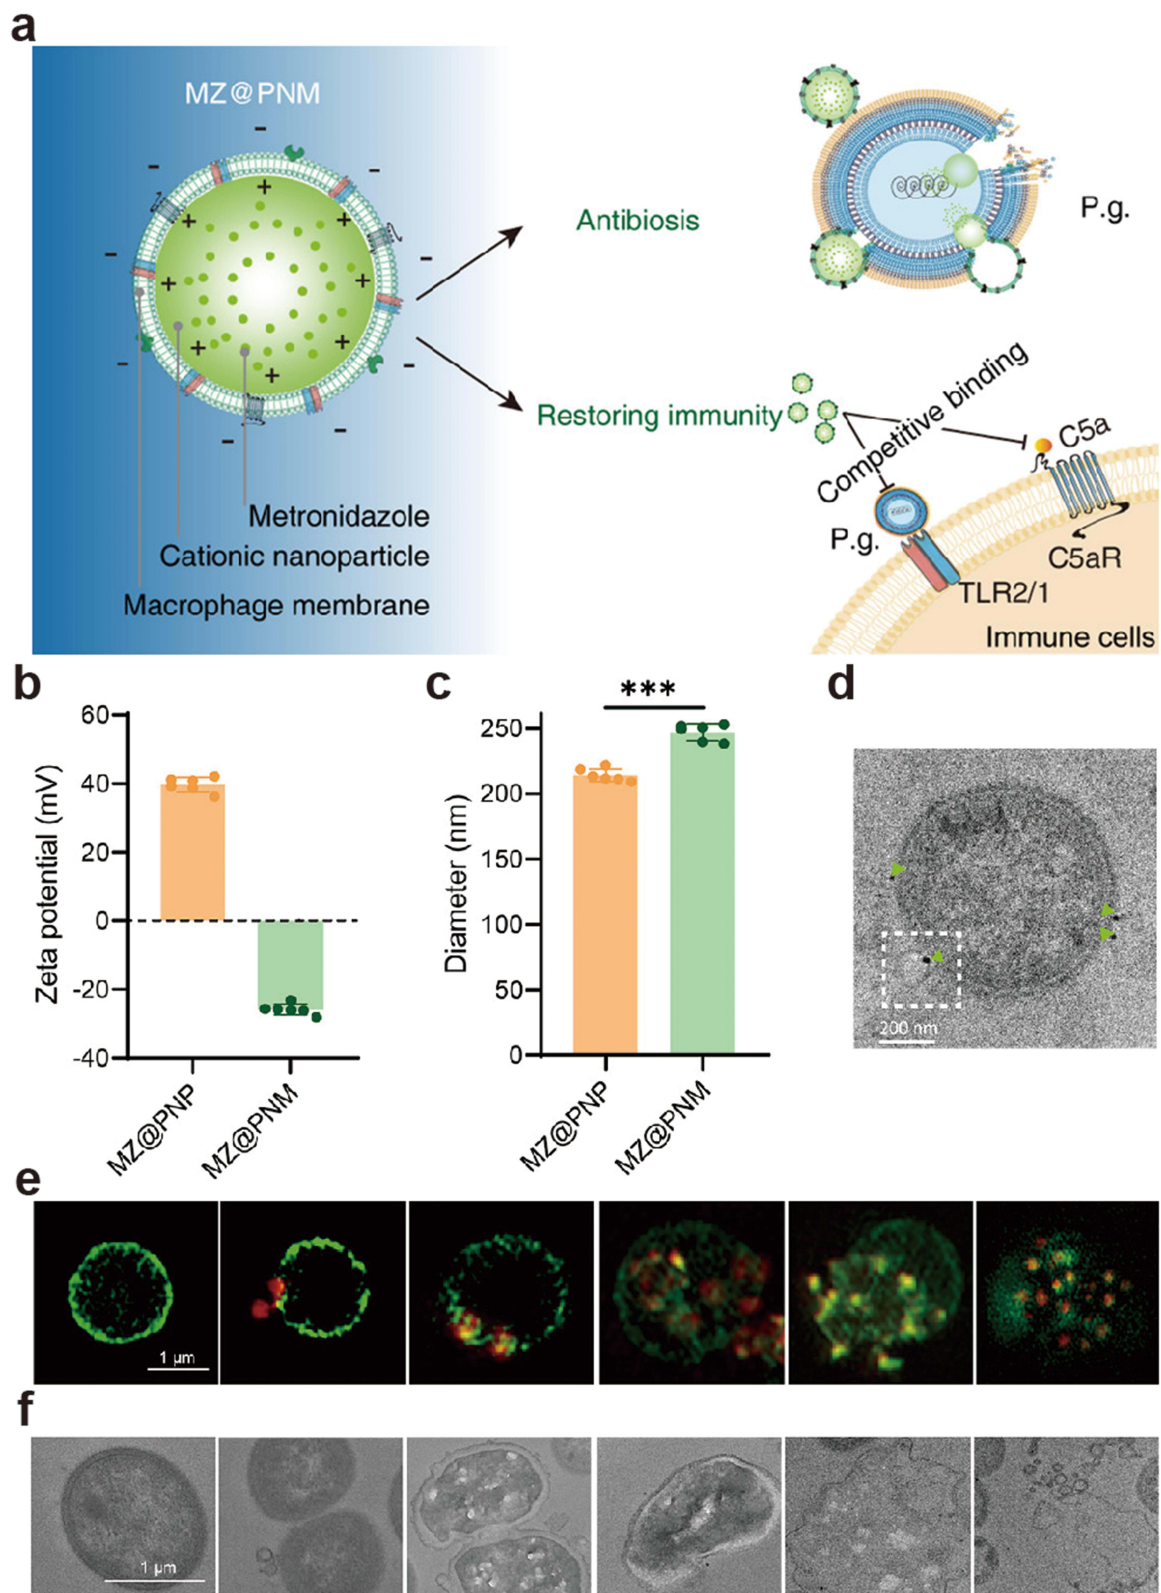 a
MZ@PNM
Antibiosis
P.g.
Restoring immunity
Competitive binding
C5a
P.g.
C5aR
TLR2/1
Immune cells
Metronidazole
Cationic nanoparticle
Macrophage membrane
b
Zeta potential (mV)
60
40
20
0
-20
-40
MZ@PNP
MZ@PNM
c
***
Diameter (nm)
250
200
150
100
50
0
MZ@PNP
MZ@PNM
d
200 nm
e
1 μm
f
1 μm